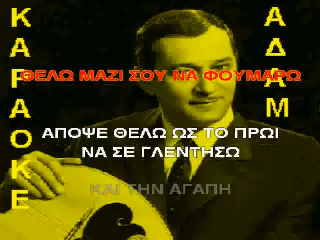 ΚΑΡΑΟΚΕ
ΑΔΑΜ
ΘΕΛΩ ΜΑΖΙ ΣΟΥ ΝΑ ΦΟΥΜΑΡΩ
ΑΠΟΨΕ ΘΕΛΩ ΩΣ ΤΟ ΠΡΩΙ
ΝΑ ΣΕ ΓΛΕΝΤΗΣΩ
ΚΑΙ ΤΗΝ ΑΓΑΠΗ